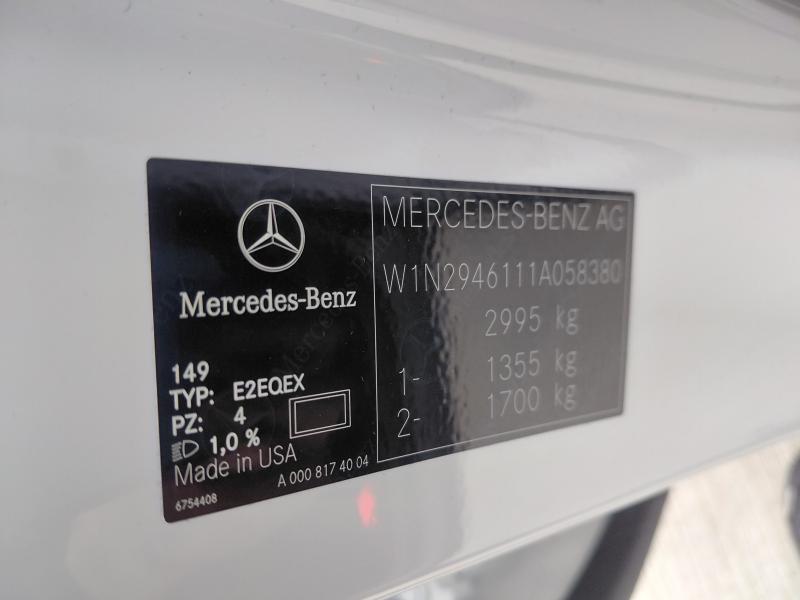 Mercedes-Benz
149
TYP: E2EQEX
PZ: 4
1,0 %
Made in USA
A 000 817 40 04
6754408
MERCEDES-BENZ AG
W1N2946111A058380
2995 kg
1- 1355 kg
2- 1700 kg